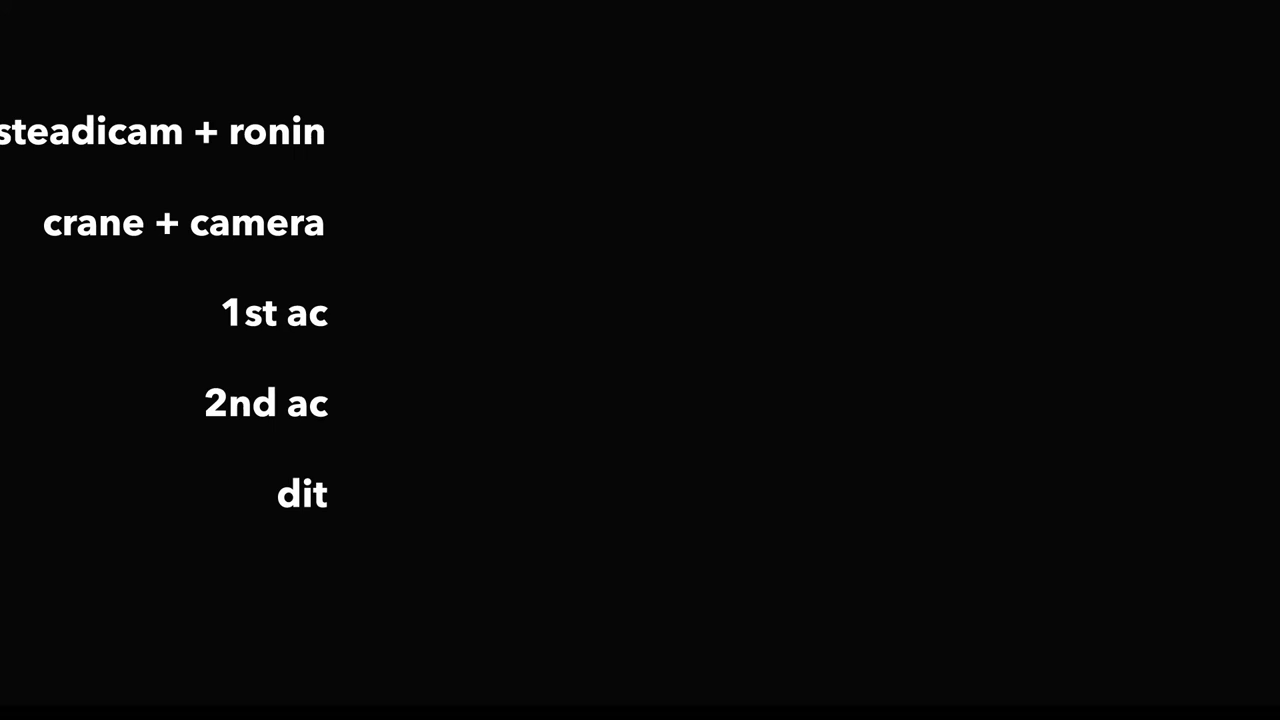 steadicam + ronin
crane + camera
1st ac
2nd ac
dit